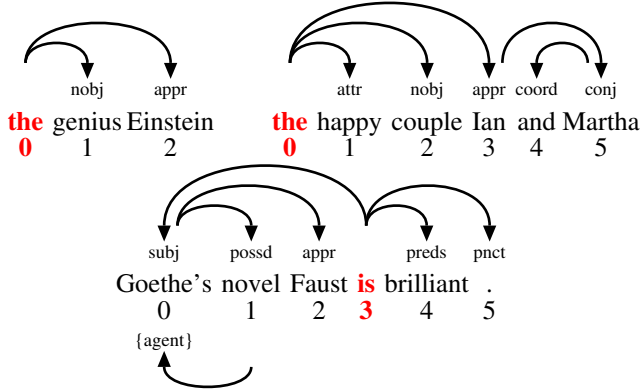 nobj appr
the genius Einstein
0 1 2
attr nobj appr coord conj
the happy couple Ian and Martha
0 1 2 3 4 5
subj possd appr preds pnct
Goethe's novel Faust is brilliant .
0 1 2 3 4 5
{agent}